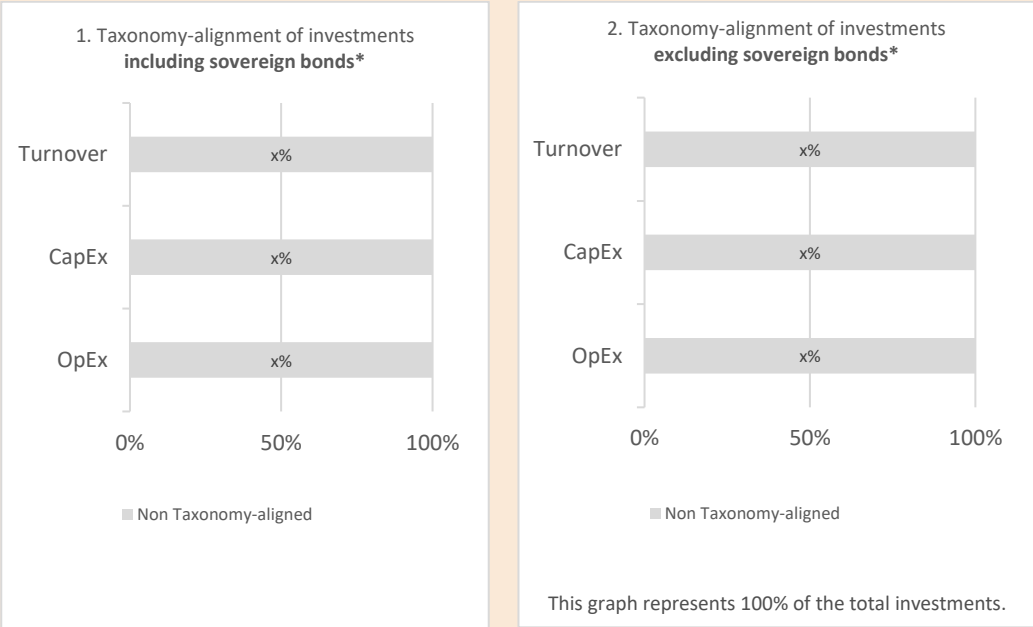 1. Taxonomy-alignment of investments
including sovereign bonds*
Turnover
x%
CapEx
x%
OpEx
x%
0% 50% 100%
Non Taxonomy-aligned
2. Taxonomy-alignment of investments
excluding sovereign bonds*
Turnover
x%
CapEx
x%
OpEx
x%
0% 50% 100%
Non Taxonomy-aligned
This graph represents 100% of the total investments.